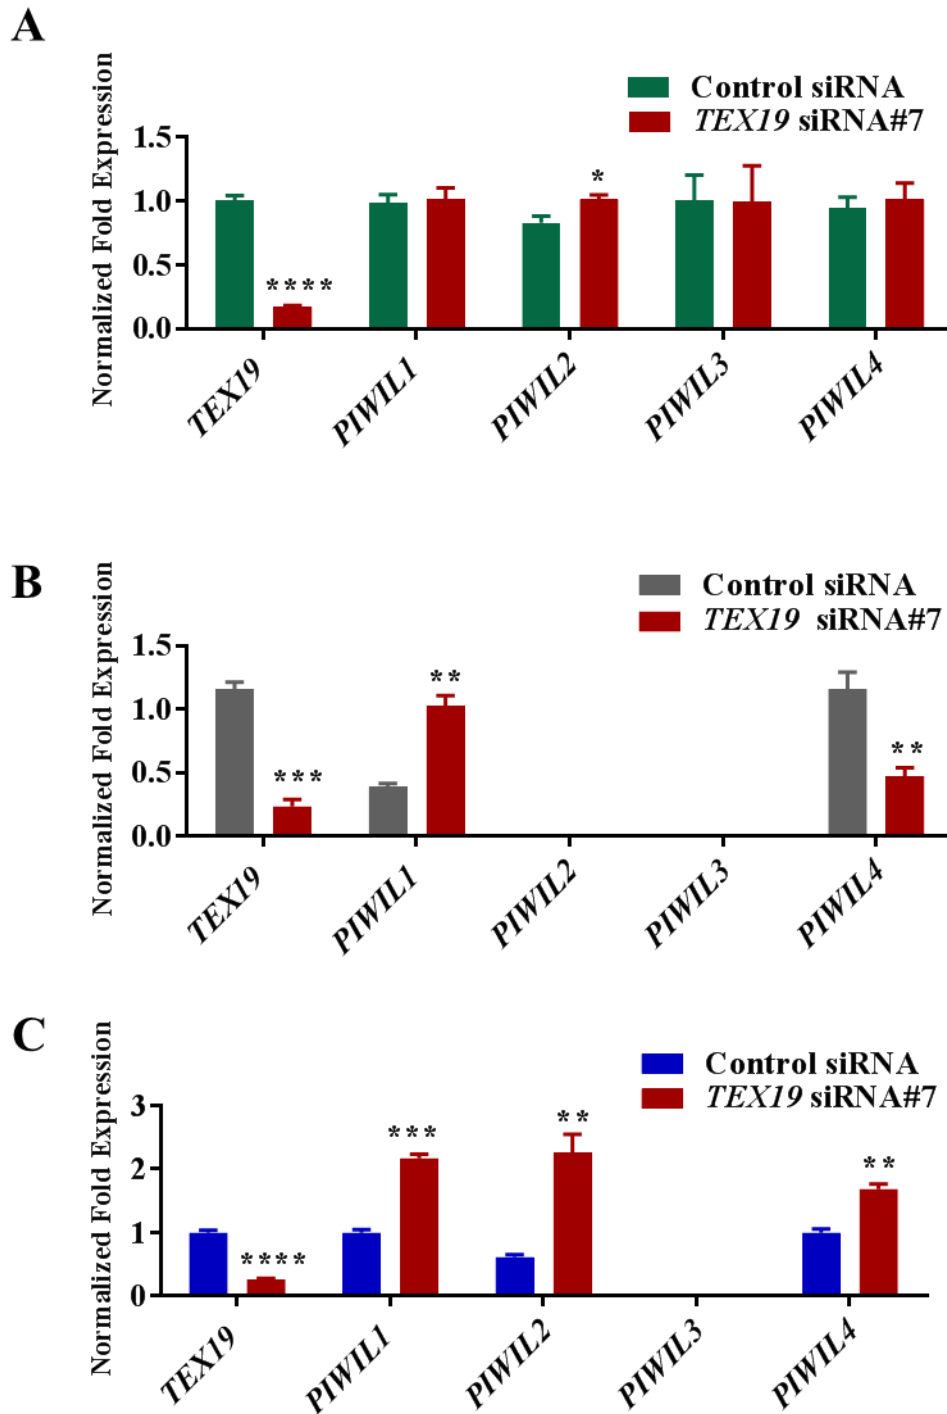 A
Normalized Fold Expression
Control siRNA
TEX19 siRNA#7
1.5
1.0
0.5
0.0
****
*
TEX19
PIWIL1
PIWIL2
PIWIL3
PIWIL4
B
Normalized Fold Expression
Control siRNA
TEX19 siRNA#7
1.5
1.0
0.5
0.0
***
**
**
TEX19
PIWIL1
PIWIL2
PIWIL3
PIWIL4
C
Normalized Fold Expression
Control siRNA
TEX19 siRNA#7
3
2
1
0
****
***
**
**
TEX19
PIWIL1
PIWIL2
PIWIL3
PIWIL4